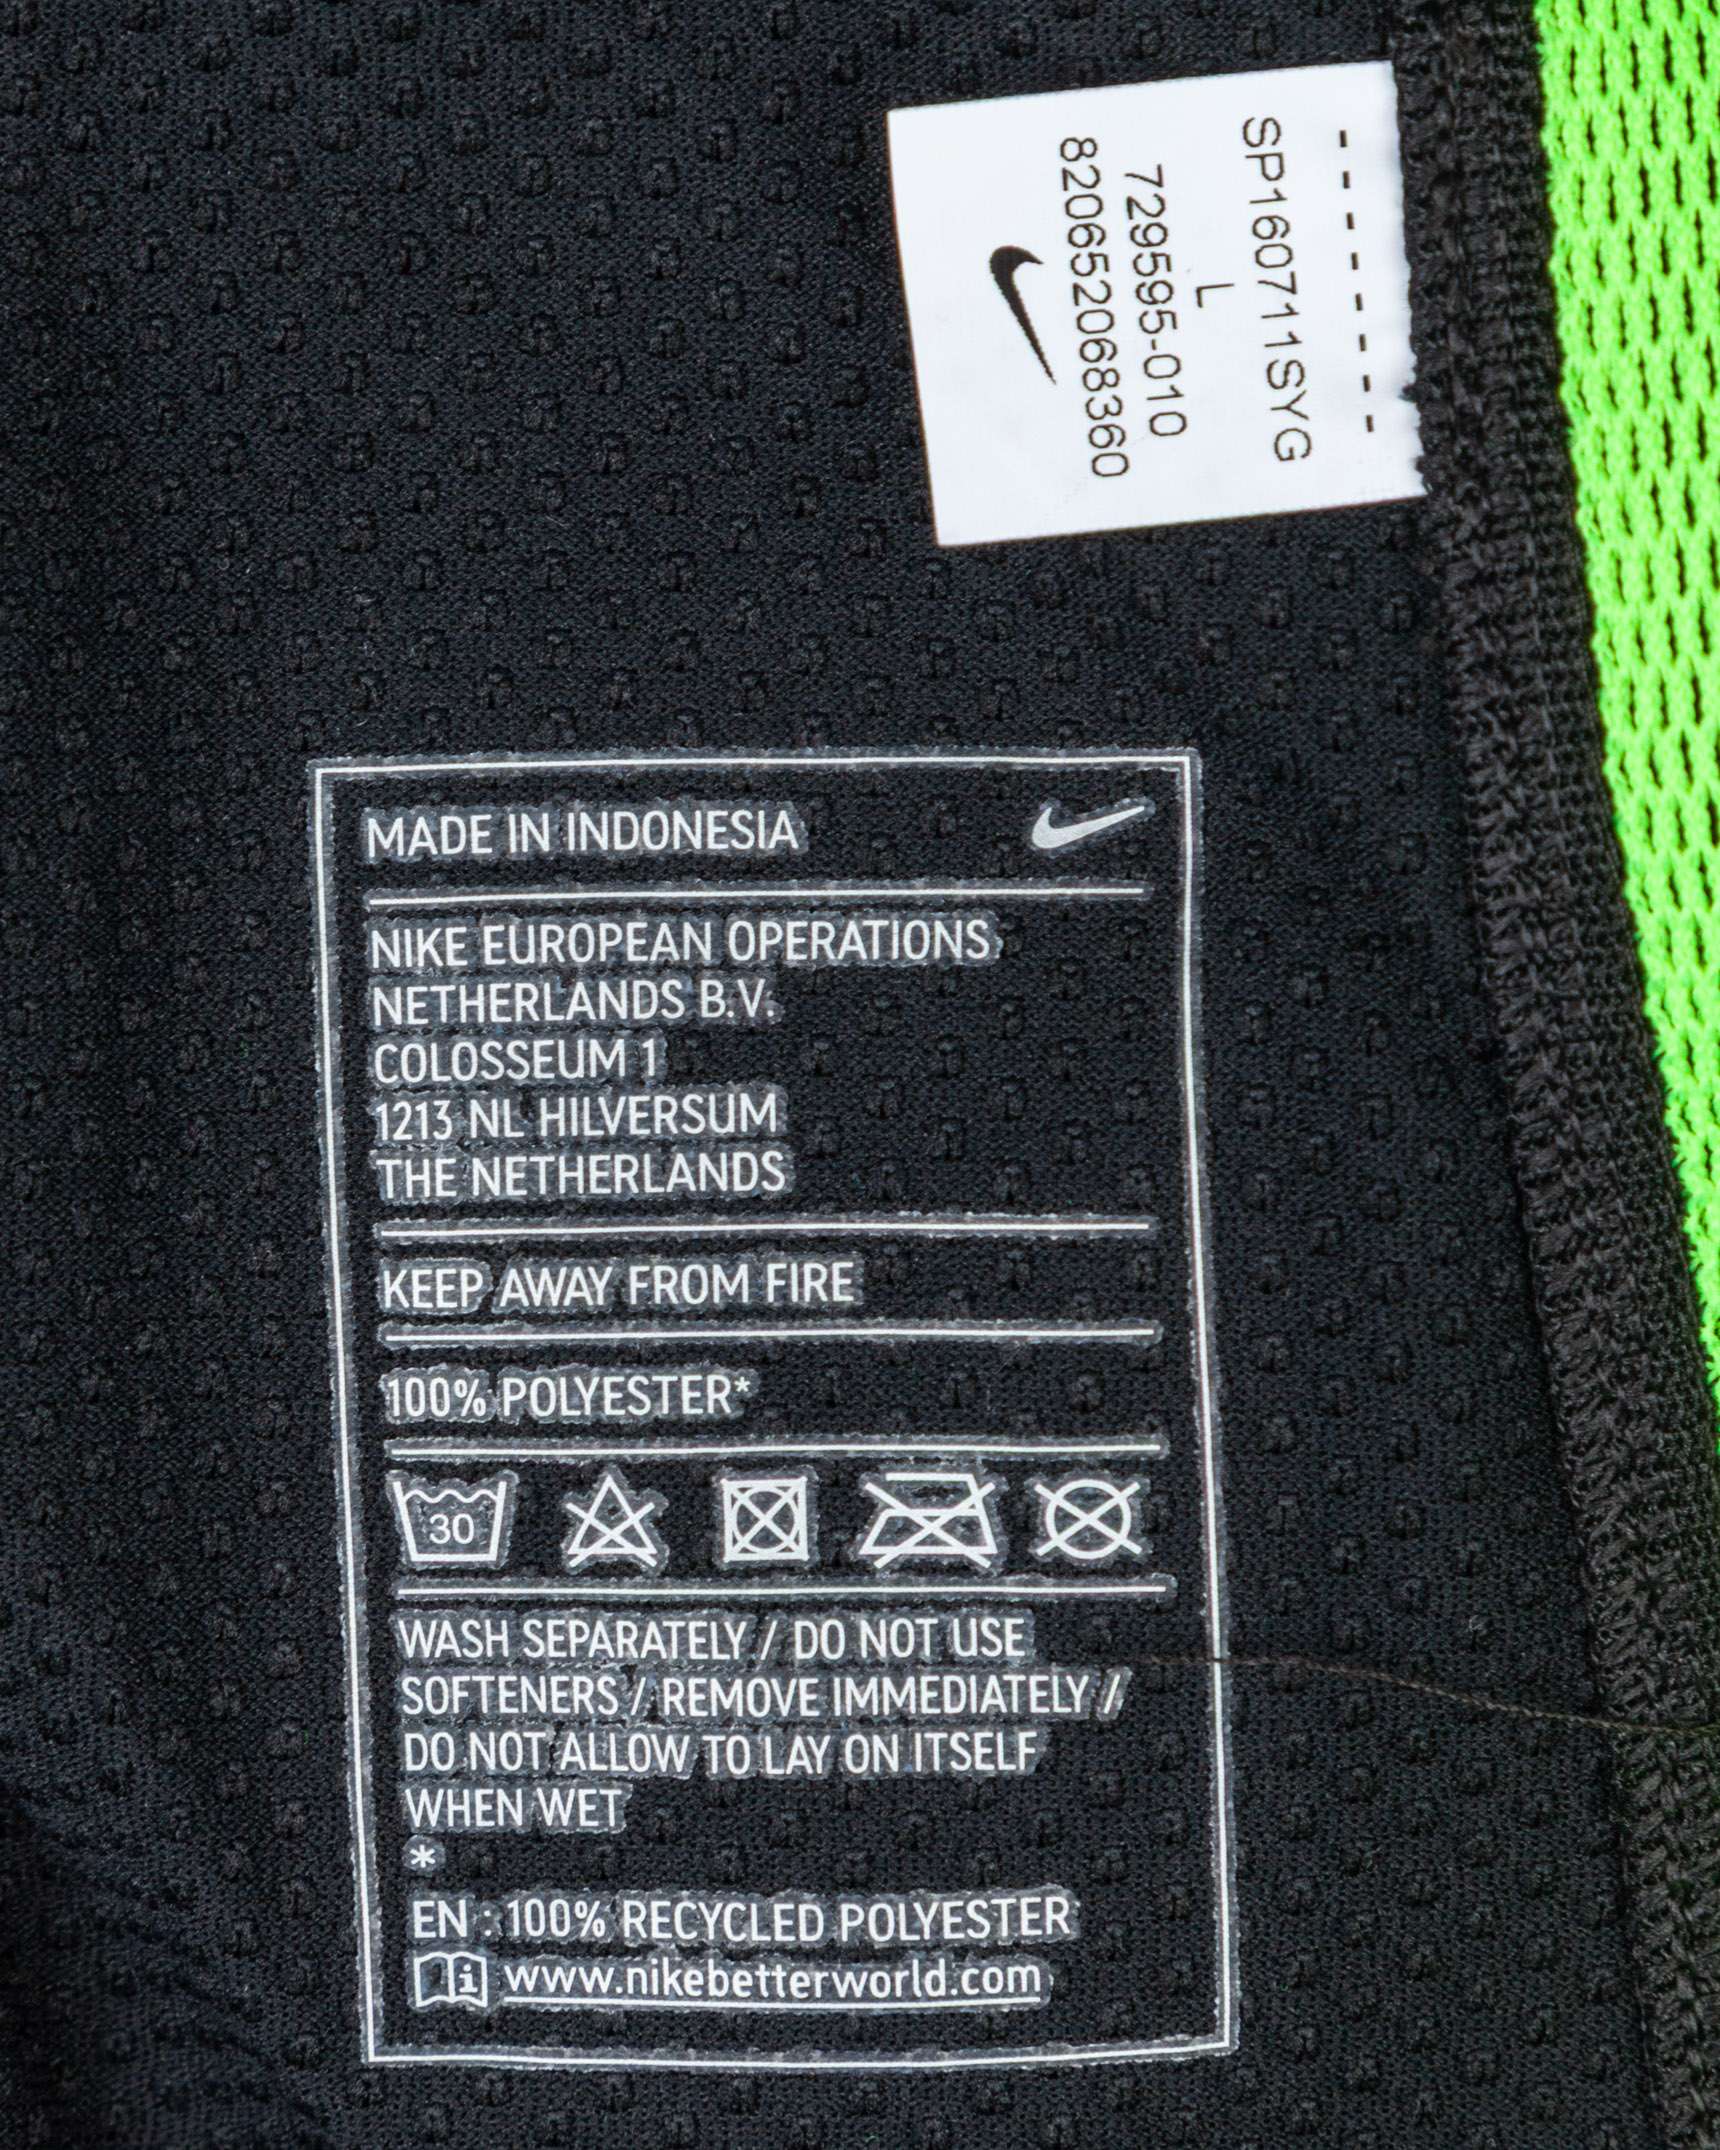 SP160711SYG
L
729595-010
820652068360
MADE IN INDONESIA
NIKE EUROPEAN OPERATIONS
NETHERLANDS B.V.
COLOSSEUM 1
1213 NL HILVERSUM
THE NETHERLANDS
KEEP AWAY FROM FIRE
100% POLYESTER*
30
WASH SEPARATELY / DO NOT USE
SOFTENERS / REMOVE IMMEDIATELY //
DO NOT ALLOW TO LAY ON ITSELF
WHEN WET
*
EN : 100% RECYCLED POLYESTER
www.nikebetterworld.com